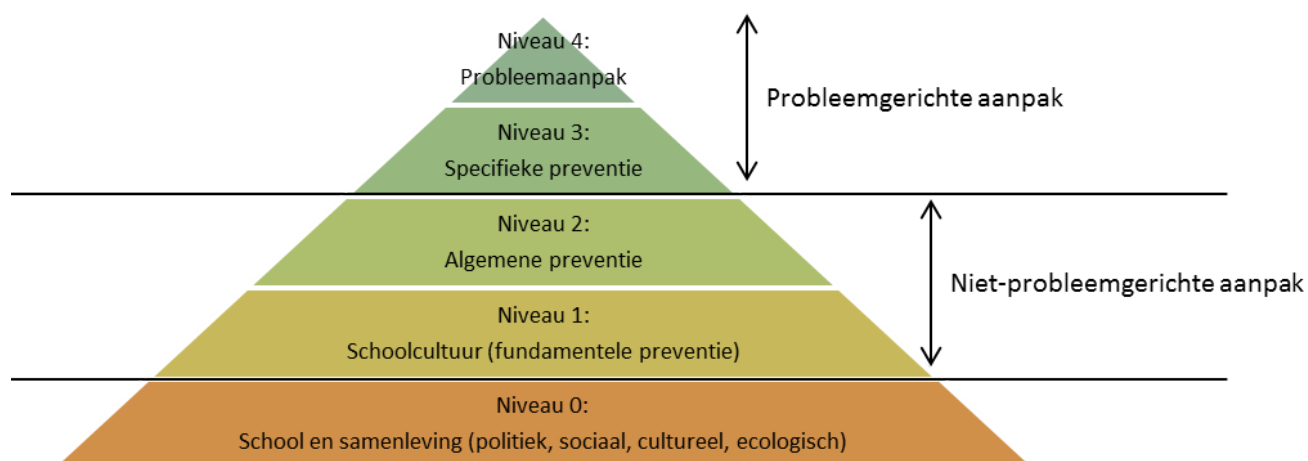 Niveau 4:
Probleemaanpak
Probleemgerichte aanpak
Niveau 3:
Specifieke preventie
Niveau 2:
Algemene preventie
Niet-probleemgerichte aanpak
Niveau 1:
Schoolcultuur (fundamentele preventie)
Niveau 0:
School en samenleving (politiek, sociaal, cultureel, ecologisch)